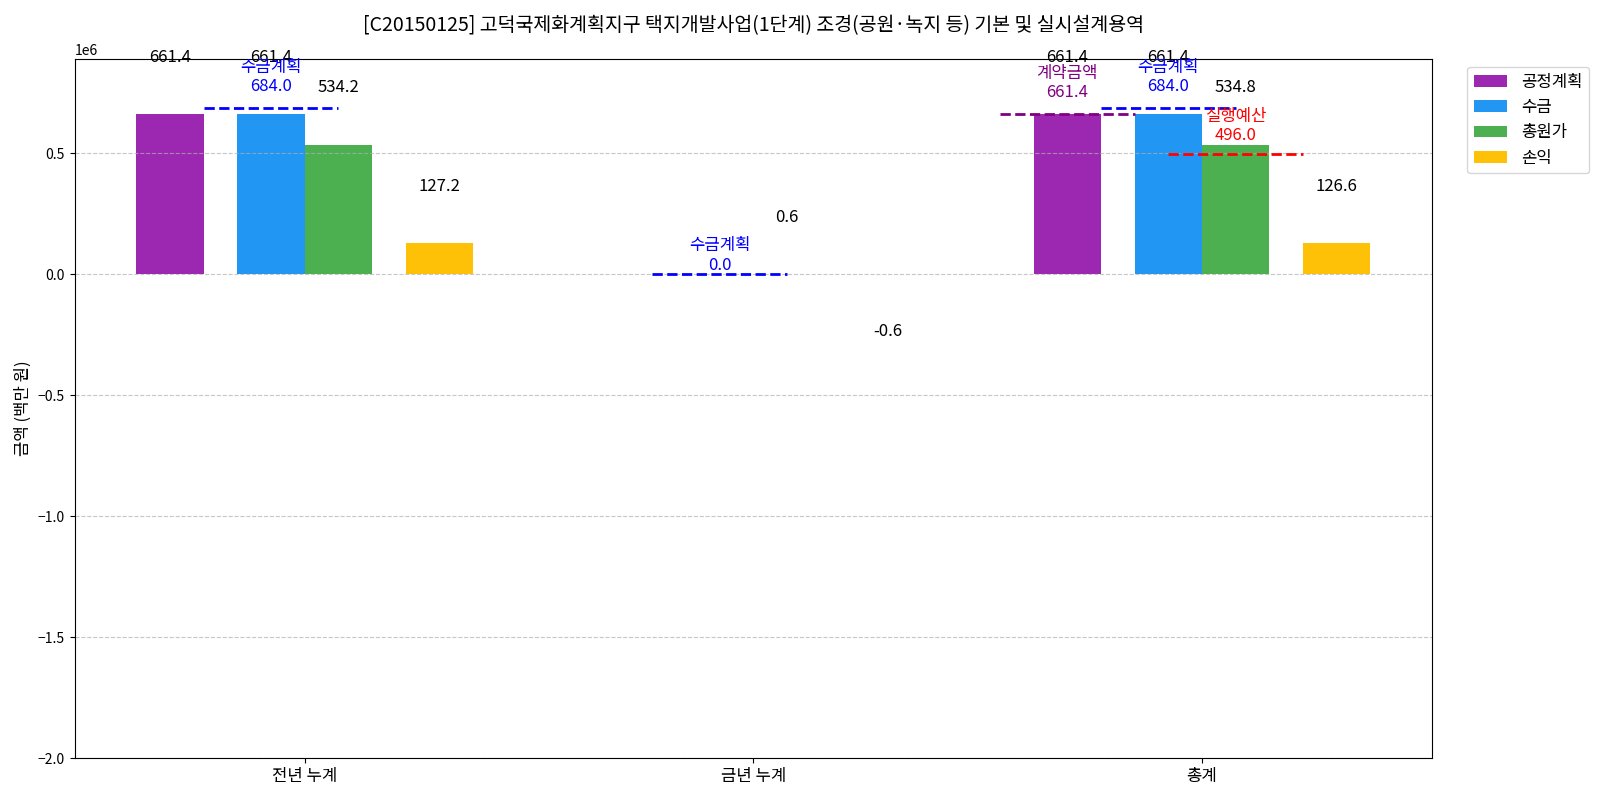 [C20150125] 고덕국제화계획지구 택지개발사업(1단계) 조경(공원·녹지 등) 기본 및 실시설계용역
1e6
661.4
661.4
수금계획
684.0
534.2
127.2
수금계획
0.0
0.6
-0.6
661.4
계약금액
661.4
661.4
수금계획
684.0
534.8
실행예산
496.0
126.6
공정계획
수금
총원가
손익
0.5
0.0
−0.5
−1.0
−1.5
−2.0
금액 (백만 원)
전년 누계
금년 누계
총계